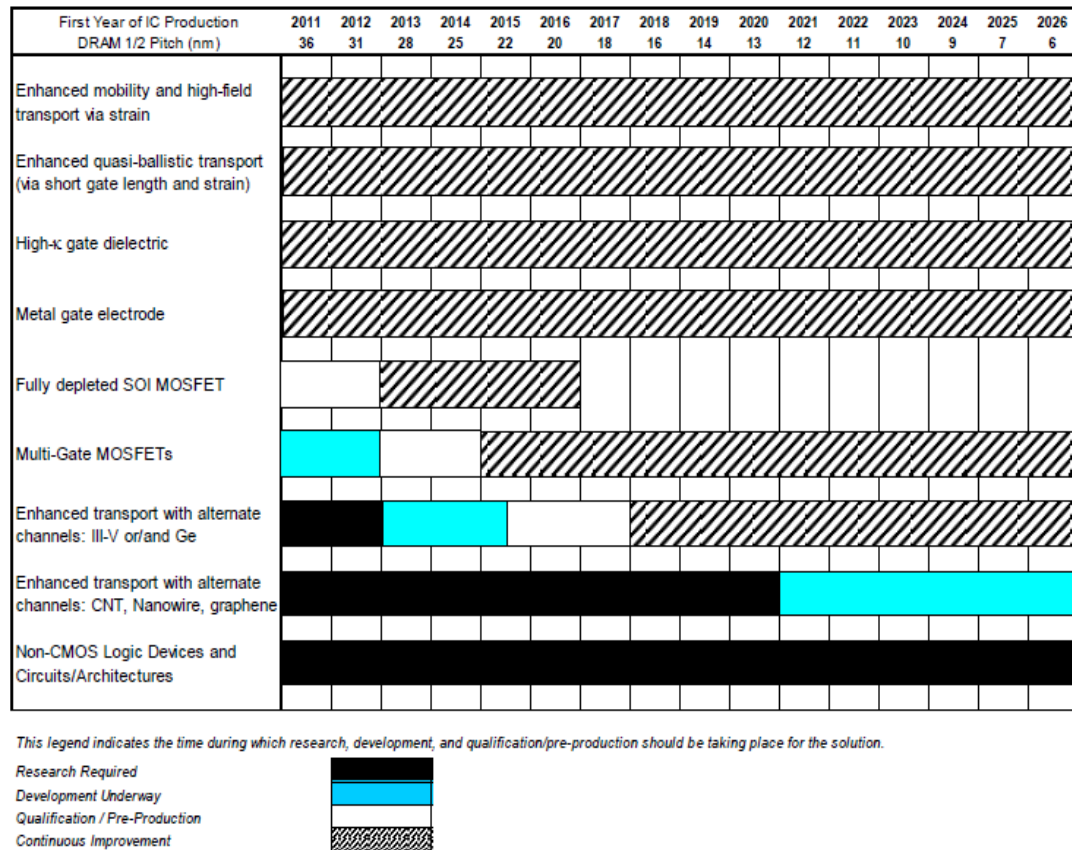 First Year of IC Production 2011 2012 2013 2014 2015 2016 2017 2018 2019 2020 2021 2022 2023 2024 2025 2026
DRAM 1/2 Pitch (nm) 36 31 28 25 22 20 18 16 14 13 12 11 10 9 7 6
Enhanced mobility and high-field
transport via strain
Enhanced quasi-ballistic transport
(via short gate length and strain)
High-κ gate dielectric
Metal gate electrode
Fully depleted SOI MOSFET
Multi-Gate MOSFETs
Enhanced transport with alternate
channels: III-V or/and Ge
Enhanced transport with alternate
channels: CNT, Nanowire, graphene
Non-CMOS Logic Devices and
Circuits/Architectures
This legend indicates the time during which research, development, and qualification/pre-production should be taking place for the solution.
Research Required
Development Underway
Qualification / Pre-Production
Continuous Improvement